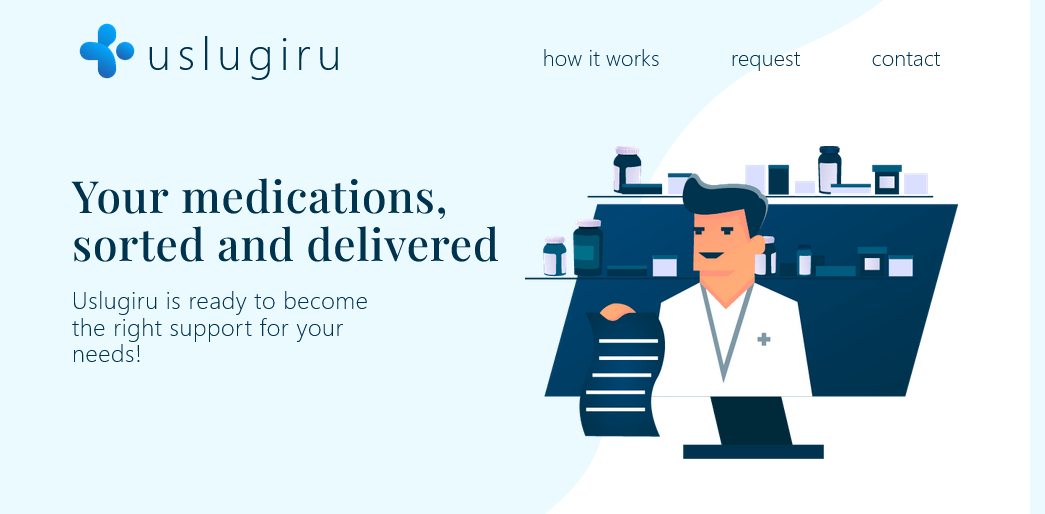 uslugiru
how it works
request
contact
Your medications,
sorted and delivered
Uslugiru is ready to become
the right support for your
needs!